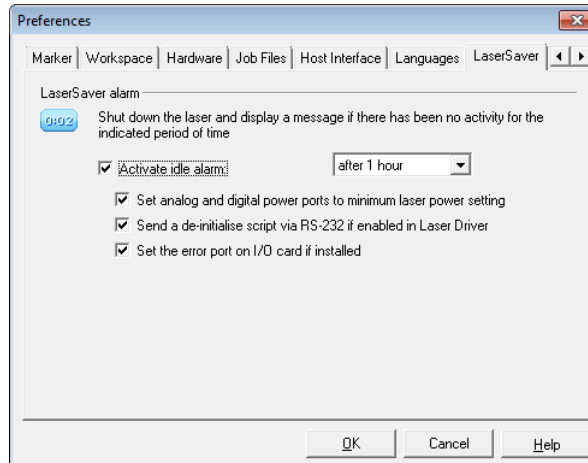 Preferences
Marker Workspace Hardware Job Files Host Interface Languages LaserSaver
LaserSaver alarm
0:02
Shut down the laser and display a message if there has been no activity for the
indicated period of time
Activate idle alarm: after 1 hour
Set analog and digital power ports to minimum laser power setting
Send a de-initialise script via RS-232 if enabled in Laser Driver
Set the error port on I/O card if installed
OK Cancel Help